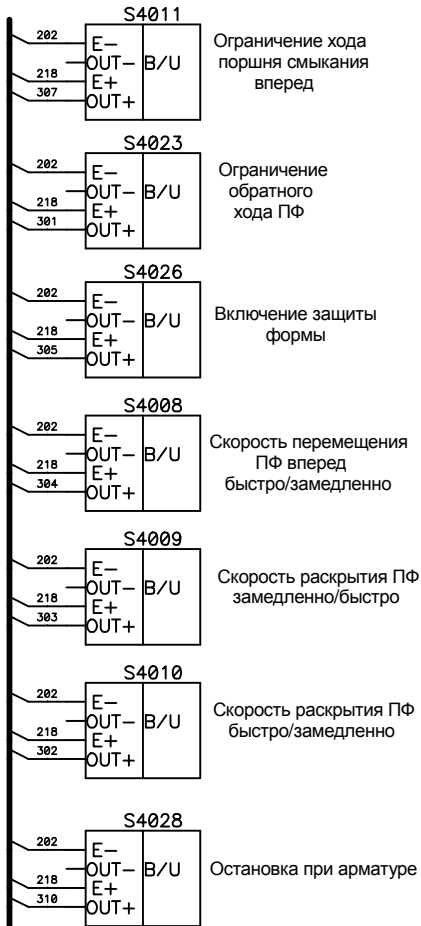 S4011
202
E−
OUT− B/U
218
E+
307
OUT+
Ограничение хода
поршня смыкания
вперед
S4023
202
E−
OUT− B/U
218
E+
301
OUT+
Ограничение
обратного
хода ПФ
S4026
202
E−
OUT− B/U
218
E+
305
OUT+
Включение защиты
формы
S4008
202
E−
OUT− B/U
218
E+
304
OUT+
Скорость перемещения
ПФ вперед
быстро/замедленно
S4009
202
E−
OUT− B/U
218
E+
303
OUT+
Скорость раскрытия ПФ
замедленно/быстро
S4010
202
E−
OUT− B/U
218
E+
302
OUT+
Скорость раскрытия ПФ
быстро/замедленно
S4028
202
E−
OUT− B/U
218
E+
310
OUT+
Остановка при арматуре